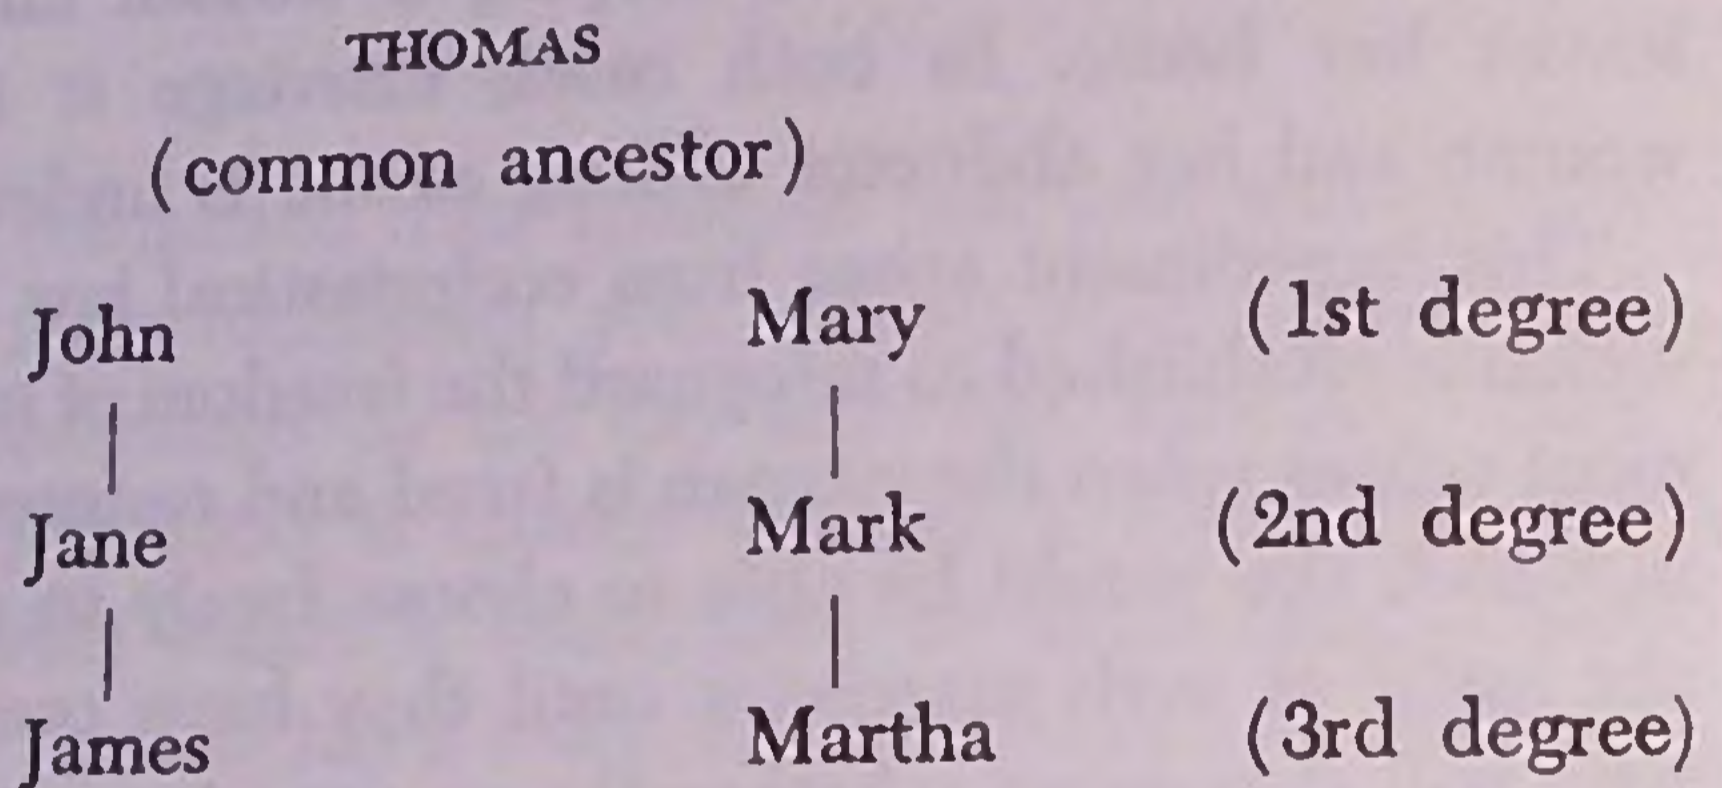 THOMAS
(common ancestor)
John Mary (1st degree)
Jane Mark (2nd degree)
James Martha (3rd degree)